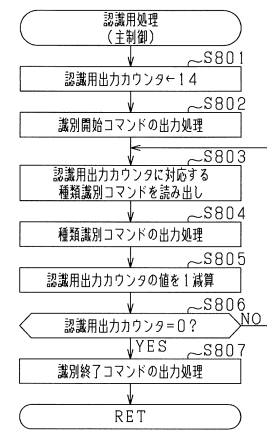 認識用処理
(主制御)
S801
認識用出力カウンタ←14
S802
識別開始コマンドの出力処理
S803
認識用出力カウンタに対応する
種類識別コマンドを読み出し
S804
種類識別コマンドの出力処理
S805
認識用出力カウンタの値を1減算
S806
認識用出力カウンタ=0?
NO
YES
S807
識別終了コマンドの出力処理
RET